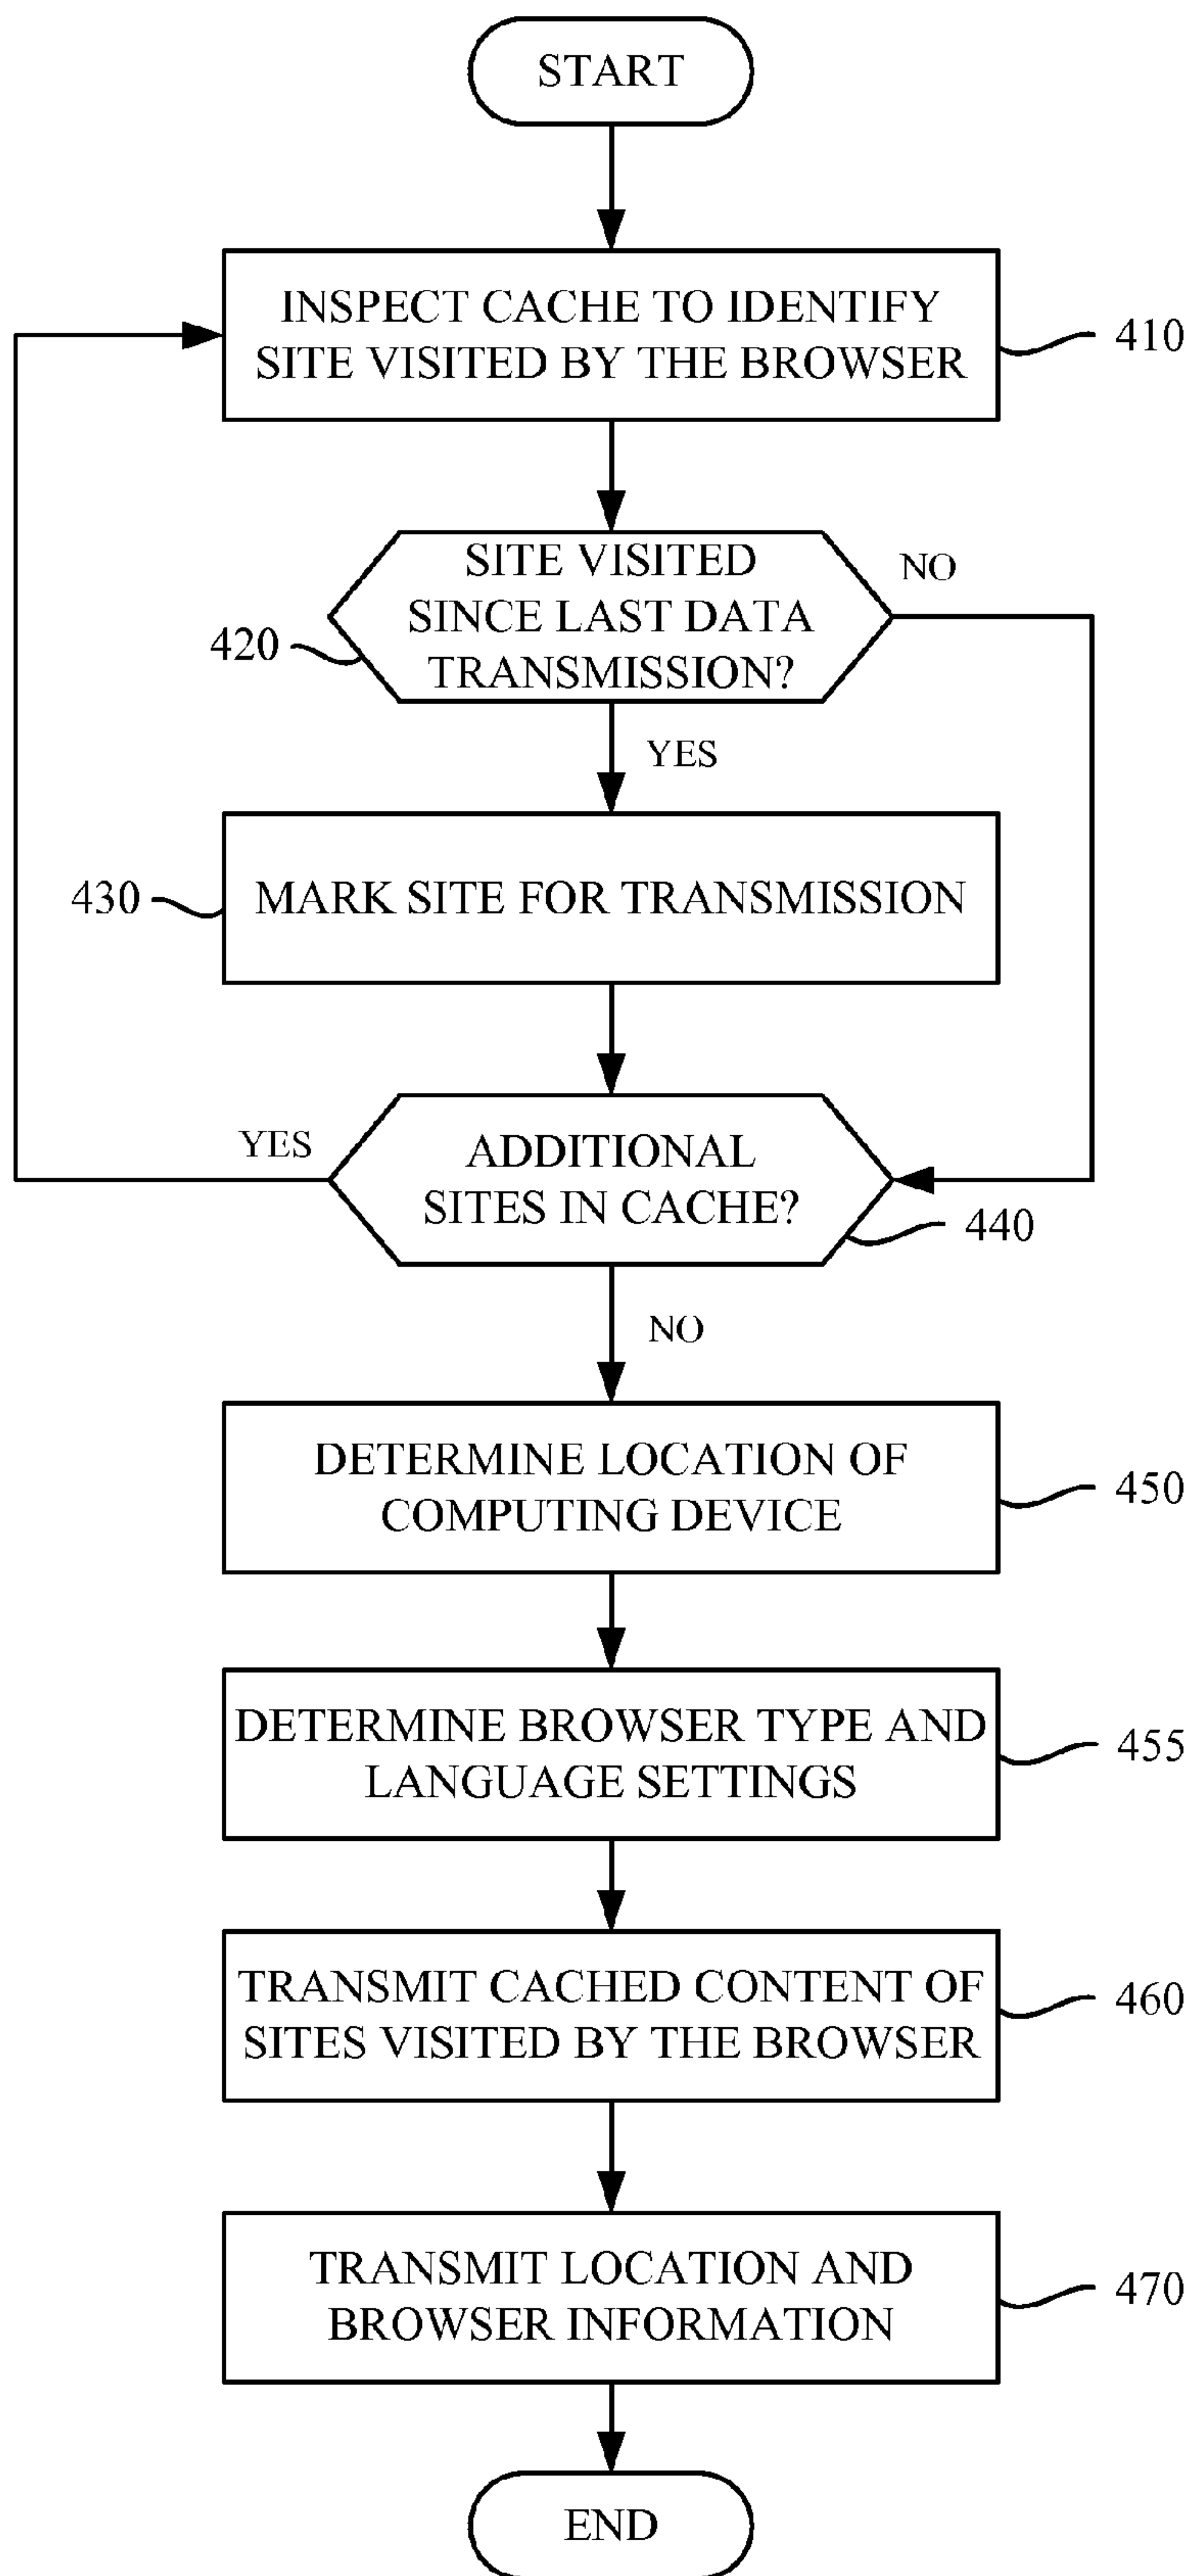 START
INSPECT CACHE TO IDENTIFY
SITE VISITED BY THE BROWSER
410
SITE VISITED
SINCE LAST DATA
TRANSMISSION?
NO
420
YES
MARK SITE FOR TRANSMISSION
430
ADDITIONAL
SITES IN CACHE?
YES
440
NO
DETERMINE LOCATION OF
COMPUTING DEVICE
450
DETERMINE BROWSER TYPE AND
LANGUAGE SETTINGS
455
TRANSMIT CACHED CONTENT OF
SITES VISITED BY THE BROWSER
460
TRANSMIT LOCATION AND
BROWSER INFORMATION
470
END